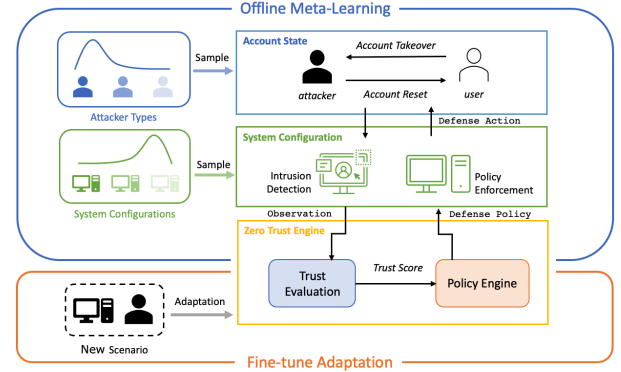 Offline Meta-Learning
Account State
Account Takeover
Sample
attacker
Account Reset
user
Attacker Types
Defense Action
System Configuration
Sample
Intrusion
Detection
Policy
Enforcement
System Configurations
Observation
Defense Policy
Zero Trust Engine
Trust
Evaluation
Trust Score
Policy Engine
Adaptation
New Scenario
Fine-tune Adaptation